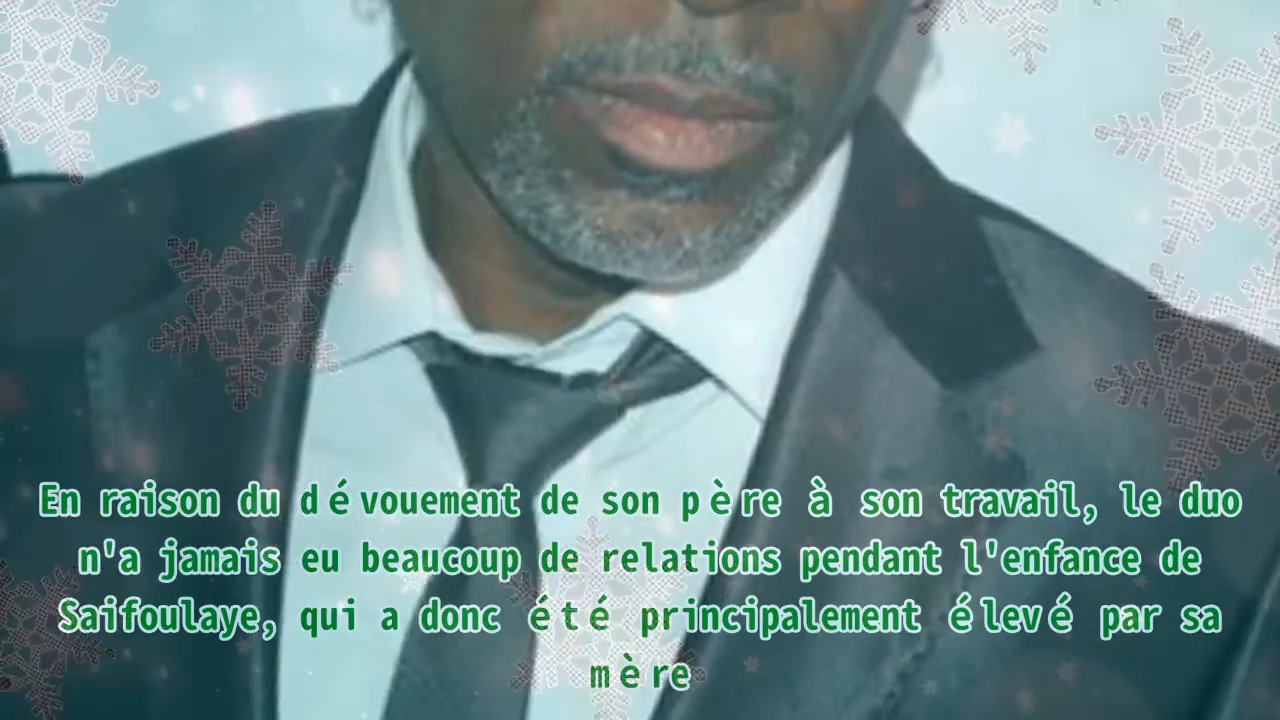 En raison du dévouement de son père à son travail, le duo
n'a jamais eu beaucoup de relations pendant l'enfance de
Saifoulaye, qui a donc été principalement élevé par sa
mère